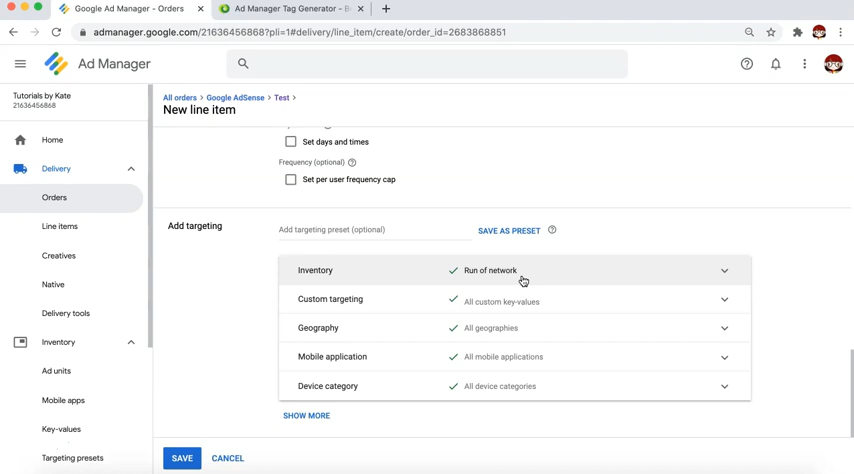 Google Ad Manager - Orders
Ad Manager Tag Generator - B
admanager.google.com/21636456868?pli=1#delivery/line_item/create/order_id=2683868851
Ad Manager
Tutorials by Kate
21636456868
All orders > Google AdSense > Test >
New line item
Home
Delivery
Orders
Line items
Creatives
Native
Delivery tools
Inventory
Ad units
Mobile apps
Key-values
Targeting presets
Set days and times
Frequency (optional)
Set per user frequency cap
Add targeting
Add targeting preset (optional)
SAVE AS PRESET
Inventory
Run of network
Custom targeting
All custom key-values
Geography
All geographies
Mobile application
All mobile applications
Device category
All device categories
SHOW MORE
SAVE
CANCEL